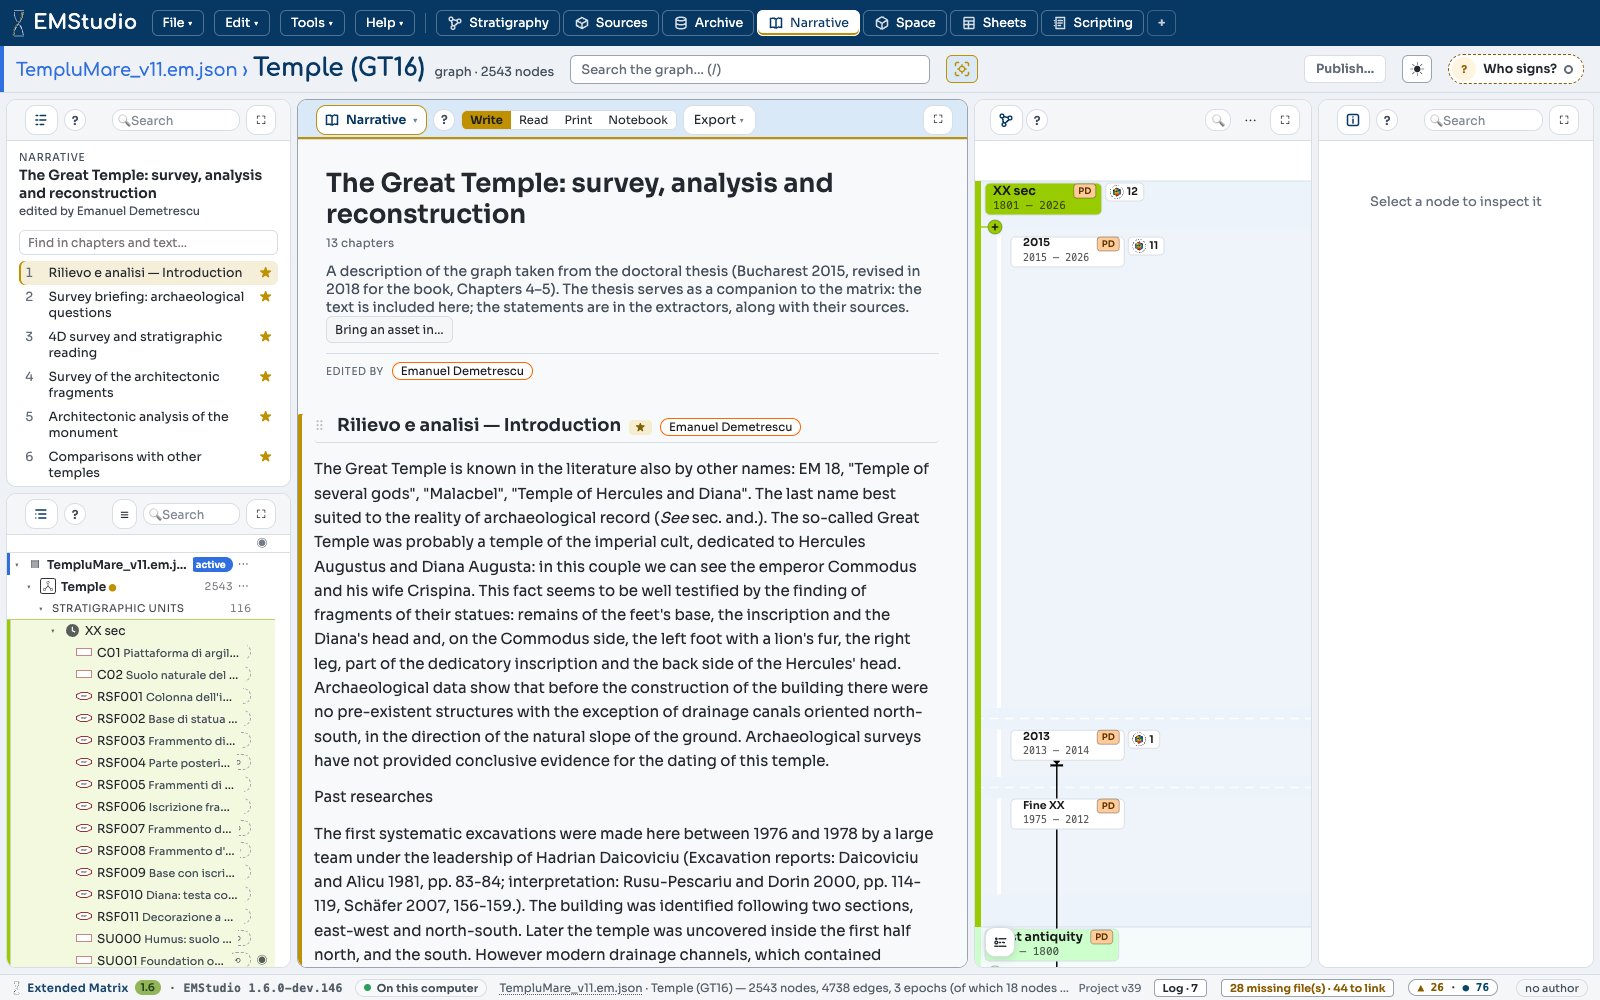 EMStudio File Edit Tools Help Stratigraphy Sources Archive Narrative Space Sheets Scripting +
TempluMare_v11.em.json › Temple (GT16) graph · 2543 nodes Search the graph... (/) Publish... ? Who signs?
? Search
NARRATIVE
The Great Temple: survey, analysis
and reconstruction
edited by Emanuel Demetrescu
Find in chapters and text...
1 Rilievo e analisi — Introduction
2 Survey briefing: archaeological
questions
3 4D survey and stratigraphic
reading
4 Survey of the architectonic
fragments
5 Architectonic analysis of the
monument
6 Comparisons with other
temples
? Search
TempluMare_v11.em.j... active ...
Temple 2543 ...
STRATIGRAPHIC UNITS 116
XX sec
C01 Piattaforma di argil...
C02 Suolo naturale del ...
RSF001 Colonna dell'i...
RSF002 Base di statua ...
RSF003 Frammento di...
RSF004 Parte posteri...
RSF005 Frammenti di ...
RSF006 Iscrizione fra...
RSF007 Frammento d...
RSF008 Frammento d'...
RSF009 Base con iscri...
RSF010 Diana: testa co...
RSF011 Decorazione a ...
SU000 Humus: suolo ...
SU001 Foundation o...
Narrative ? Write Read Print Notebook Export
The Great Temple: survey, analysis and
reconstruction
13 chapters
A description of the graph taken from the doctoral thesis (Bucharest 2015, revised in
2018 for the book, Chapters 4–5). The thesis serves as a companion to the matrix: the
text is included here; the statements are in the extractors, along with their sources.
Bring an asset in...
EDITED BY Emanuel Demetrescu
Rilievo e analisi — Introduction Emanuel Demetrescu
The Great Temple is known in the literature also by other names: EM 18, "Temple of
several gods", "Malacbel", "Temple of Hercules and Diana". The last name best
suited to the reality of archaeological record (See sec. and.). The so-called Great
Temple was probably a temple of the imperial cult, dedicated to Hercules
Augustus and Diana Augusta: in this couple we can see the emperor Commodus
and his wife Crispina. This fact seems to be well testified by the finding of
fragments of their statues: remains of the feet's base, the inscription and the
Diana's head and, on the Commodus side, the left foot with a lion's fur, the right
leg, part of the dedicatory inscription and the back side of the Hercules' head.
Archaeological data show that before the construction of the building there were
no pre-existent structures with the exception of drainage canals oriented north-
south, in the direction of the natural slope of the ground. Archaeological surveys
have not provided conclusive evidence for the dating of this temple.
Past researches
The first systematic excavations were made here between 1976 and 1978 by a large
team under the leadership of Hadrian Daicoviciu (Excavation reports: Daicoviciu
and Alicu 1981, pp. 83-84; interpretation: Rusu-Pescariu and Dorin 2000, pp. 114-
119, Schäfer 2007, 156-159.). The building was identified following two sections,
east-west and north-south. Later the temple was uncovered inside the first half
north, and the south. However modern drainage channels, which contained
? ...
XX sec PD 12
1801 – 2026
+
2015 PD 11
2015 – 2026
2013 PD 1
2013 – 2014
Fine XX PD
1975 – 2012
t antiquity PD
– 1800
? Search
Select a node to inspect it
Extended Matrix 1.6 · EMStudio 1.6.0-dev.146 On this computer TempluMare_v11.em.json · Temple (GT16) — 2543 nodes, 4738 edges, 3 epochs (of which 18 nodes ... Project v39 Log · 7 28 missing file(s) · 44 to link ▲ 26 · ● 76 no author